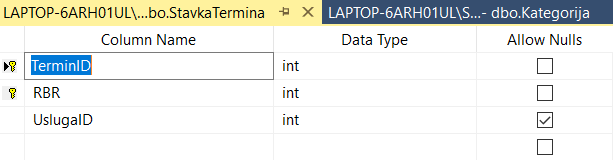 LAPTOP-6ARH01UL\...bo.StavkaTermina LAPTOP-6ARH01UL\S...- dbo.Kategorija
Column Name Data Type Allow Nulls
TerminID int
RBR int
UslugaID int